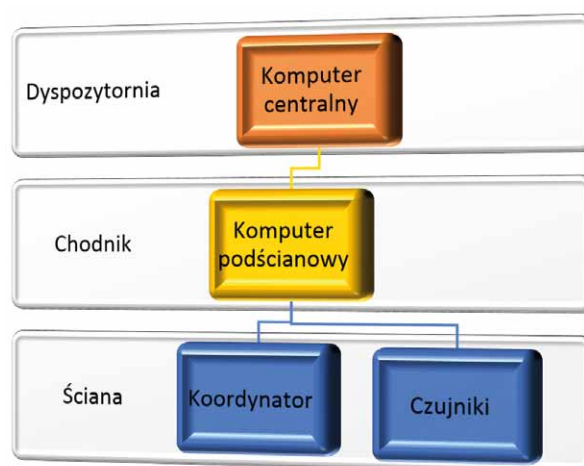 Dyspozytornia
Komputer
centralny
Chodnik
Komputer
podścianowy
Ściana
Koordynator
Czujniki